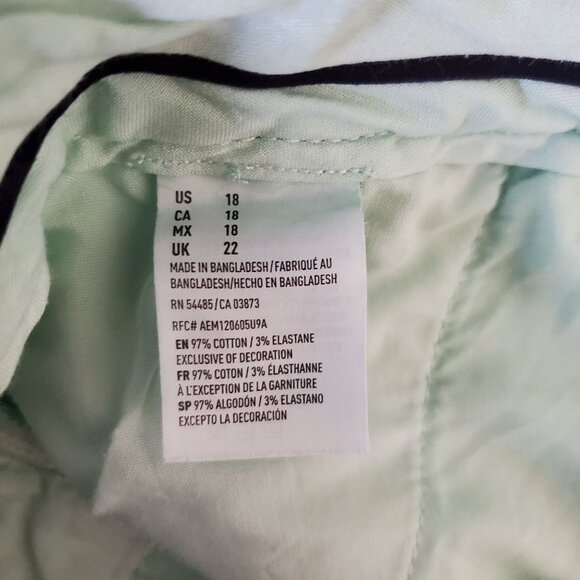 US 18
CA 18
MX 18
UK 22
MADE IN BANGLADESH/FABRIQUÉ AU
BANGLADESH/HECHO EN BANGLADESH
RN 54485/CA 03873
RFC# AEM120605U9A
EN 97% COTTON / 3% ELASTANE
EXCLUSIVE OF DECORATION
FR 97% COTON / 3% ÉLASTHANNE
À L'EXCEPTION DE LA GARNITURE
SP 97% ALGODÓN / 3% ELASTANO
EXCEPTO LA DECORACIÓN